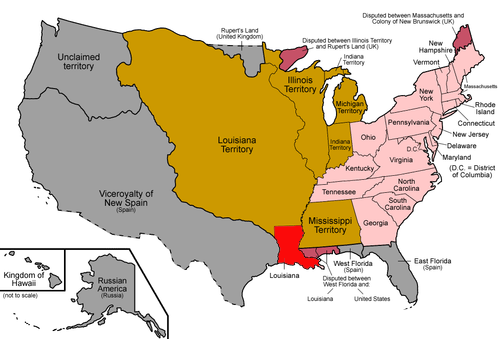 Disputed between Massachusetts and
Colony of New Brunswick (UK)
Rupert's Land
(United Kingdom)
Disputed between Illinois Territory
and Rupert's Land (UK)
New
Hampshire
Unclaimed
territory
Indiana
Territory
Vermont
Illinois
Territory
Massachusetts
New
York
Michigan
Territory
Rhode
Island
Connecticut
Pennsylvania
New Jersey
Louisiana
Territory
Indiana
Territory
Ohio
D.C.
Delaware
Maryland
(D.C. = District
of Columbia)
Virginia
Kentucky
Viceroyalty of
New Spain
(Spain)
North
Carolina
Tennessee
South
Carolina
Mississippi
Territory
Georgia
Kingdom of
Hawaii
(not to scale)
Russian
America
(Russia)
Louisiana
West Florida
(Spain)
East Florida
(Spain)
Disputed between
West Florida and:
Louisiana
United States